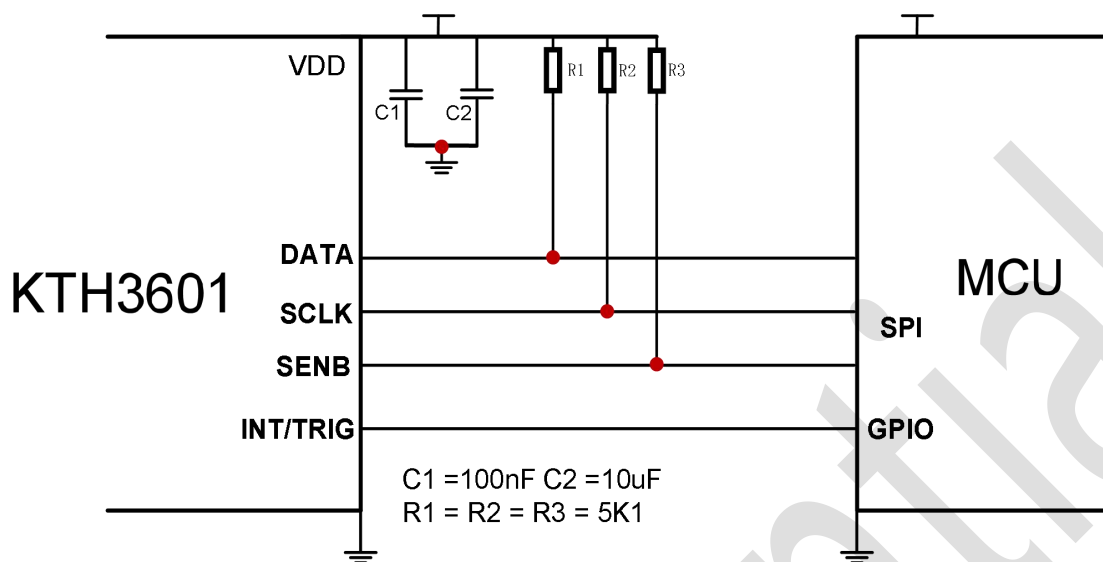 VDD
C1
C2
R1
R2
R3
DATA
KTH3601
SCLK
SENB
INT/TRIG
MCU
SPI
GPIO
C1 =100nF C2 =10uF
R1 = R2 = R3 = 5K1
ntial